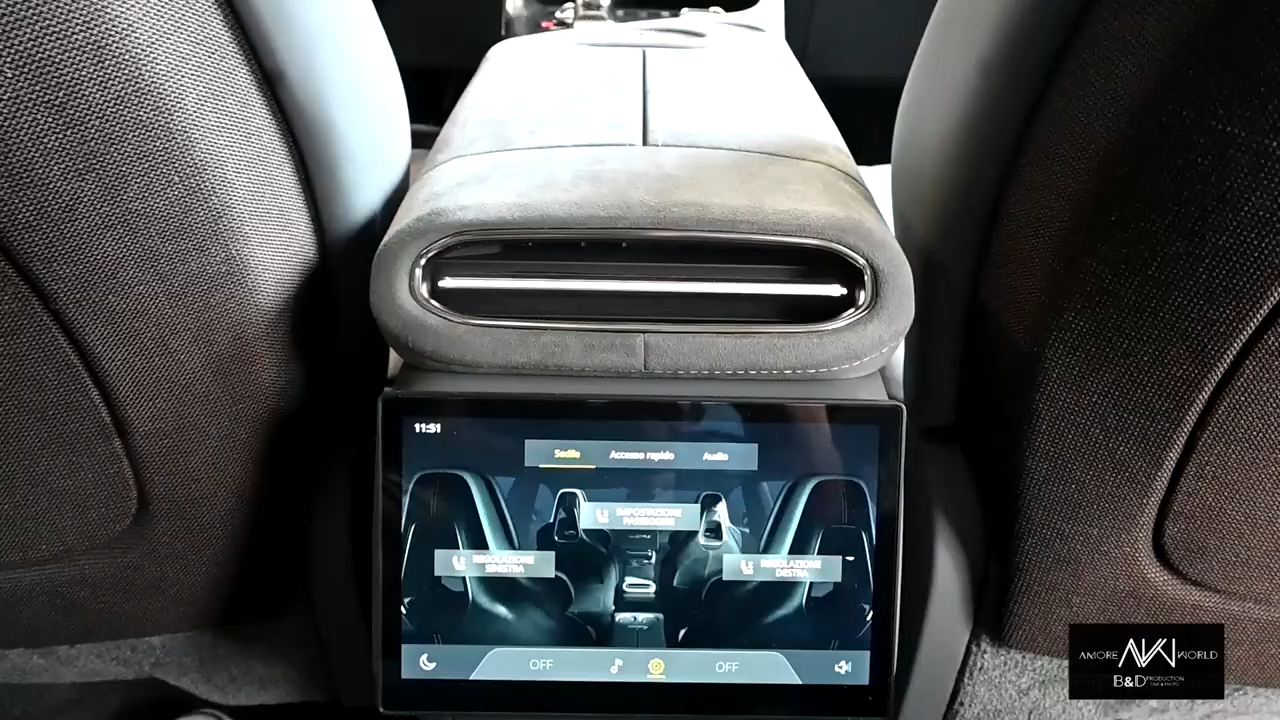 11:51
Sedile
Accesso rapido
Audio
IMPOSTAZIONE
PASSEGGERI
REGOLAZIONE
SINISTRA
REGOLAZIONE
DESTRA
OFF
OFF
AMORE WORLD
B&D PRODUCTION